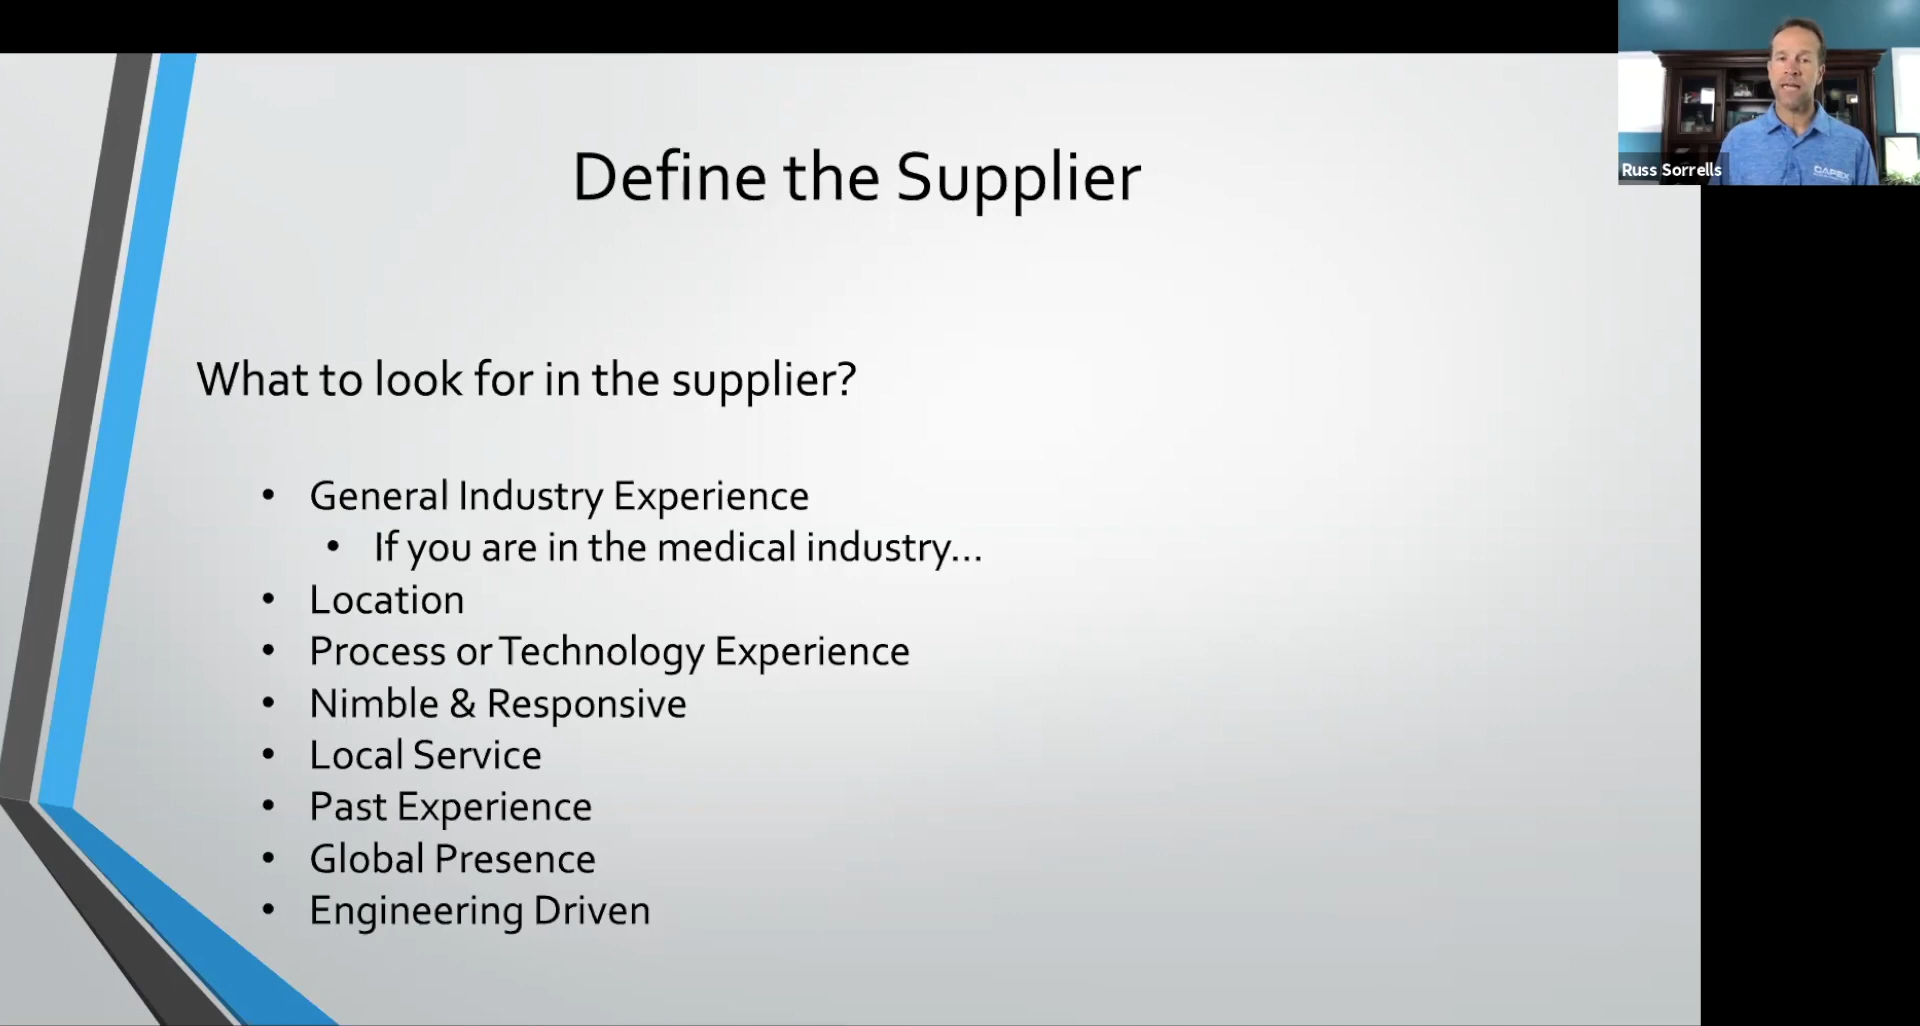 Define the Supplier
What to look for in the supplier?
• General Industry Experience
• If you are in the medical industry...
• Location
• Process or Technology Experience
• Nimble & Responsive
• Local Service
• Past Experience
• Global Presence
• Engineering Driven
Russ Sorrells
CAPEX